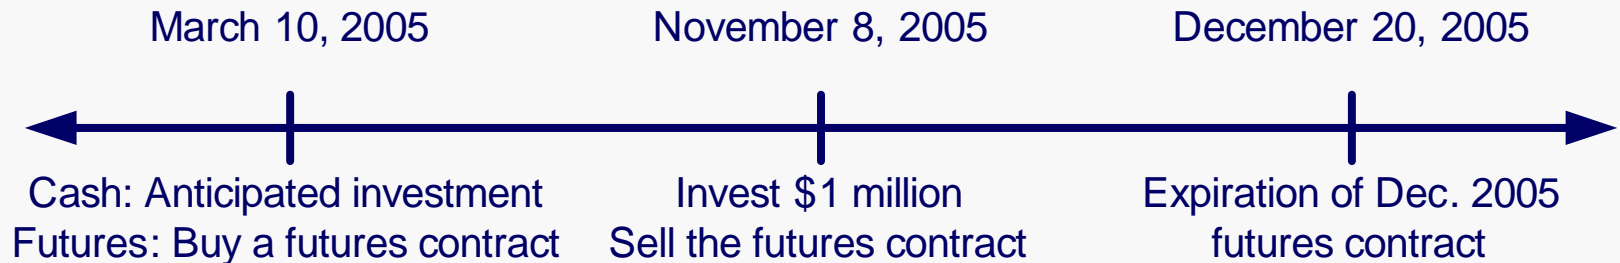 March 10, 2005
November 8, 2005
December 20, 2005
Cash: Anticipated investment
Futures: Buy a futures contract
Invest $1 million
Sell the futures contract
Expiration of Dec. 2005
futures contract